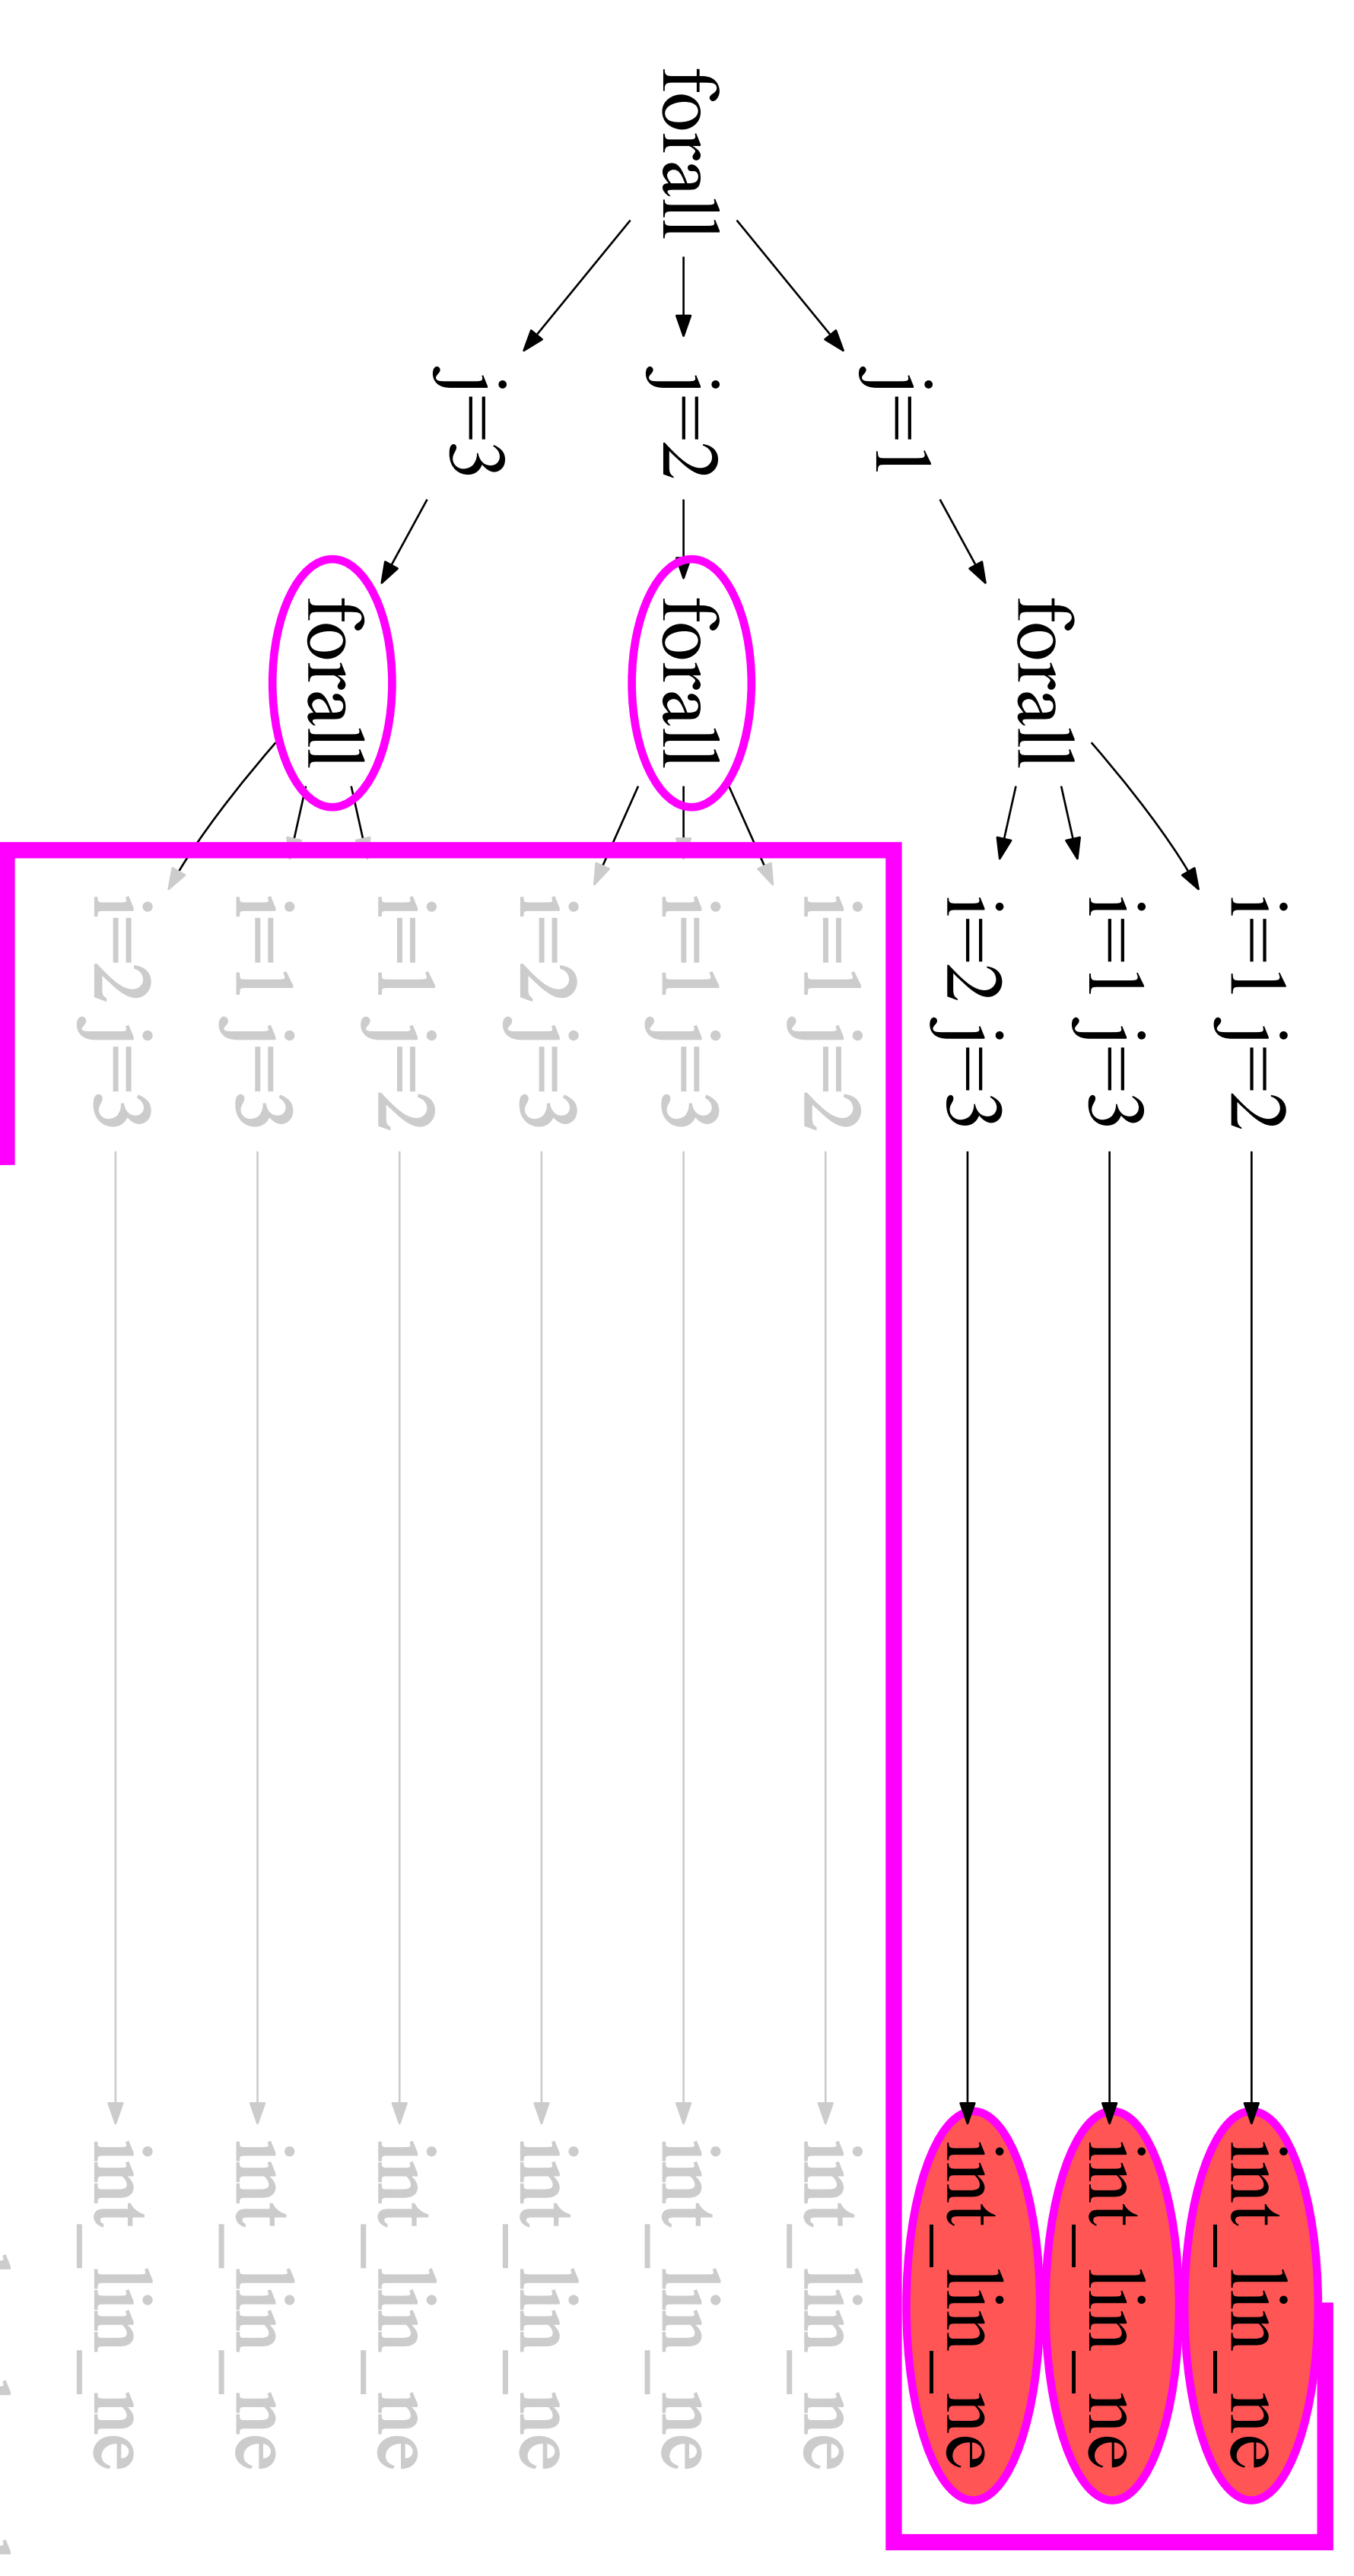 forall
j=1
j=2
j=3
forall
forall
forall
i=1 j=2
i=1 j=3
i=2 j=3
i=1 j=2
i=1 j=3
i=2 j=3
i=1 j=2
i=1 j=3
i=2 j=3
int_lin_ne
int_lin_ne
int_lin_ne
int_lin_ne
int_lin_ne
int_lin_ne
int_lin_ne
int_lin_ne
int_lin_ne